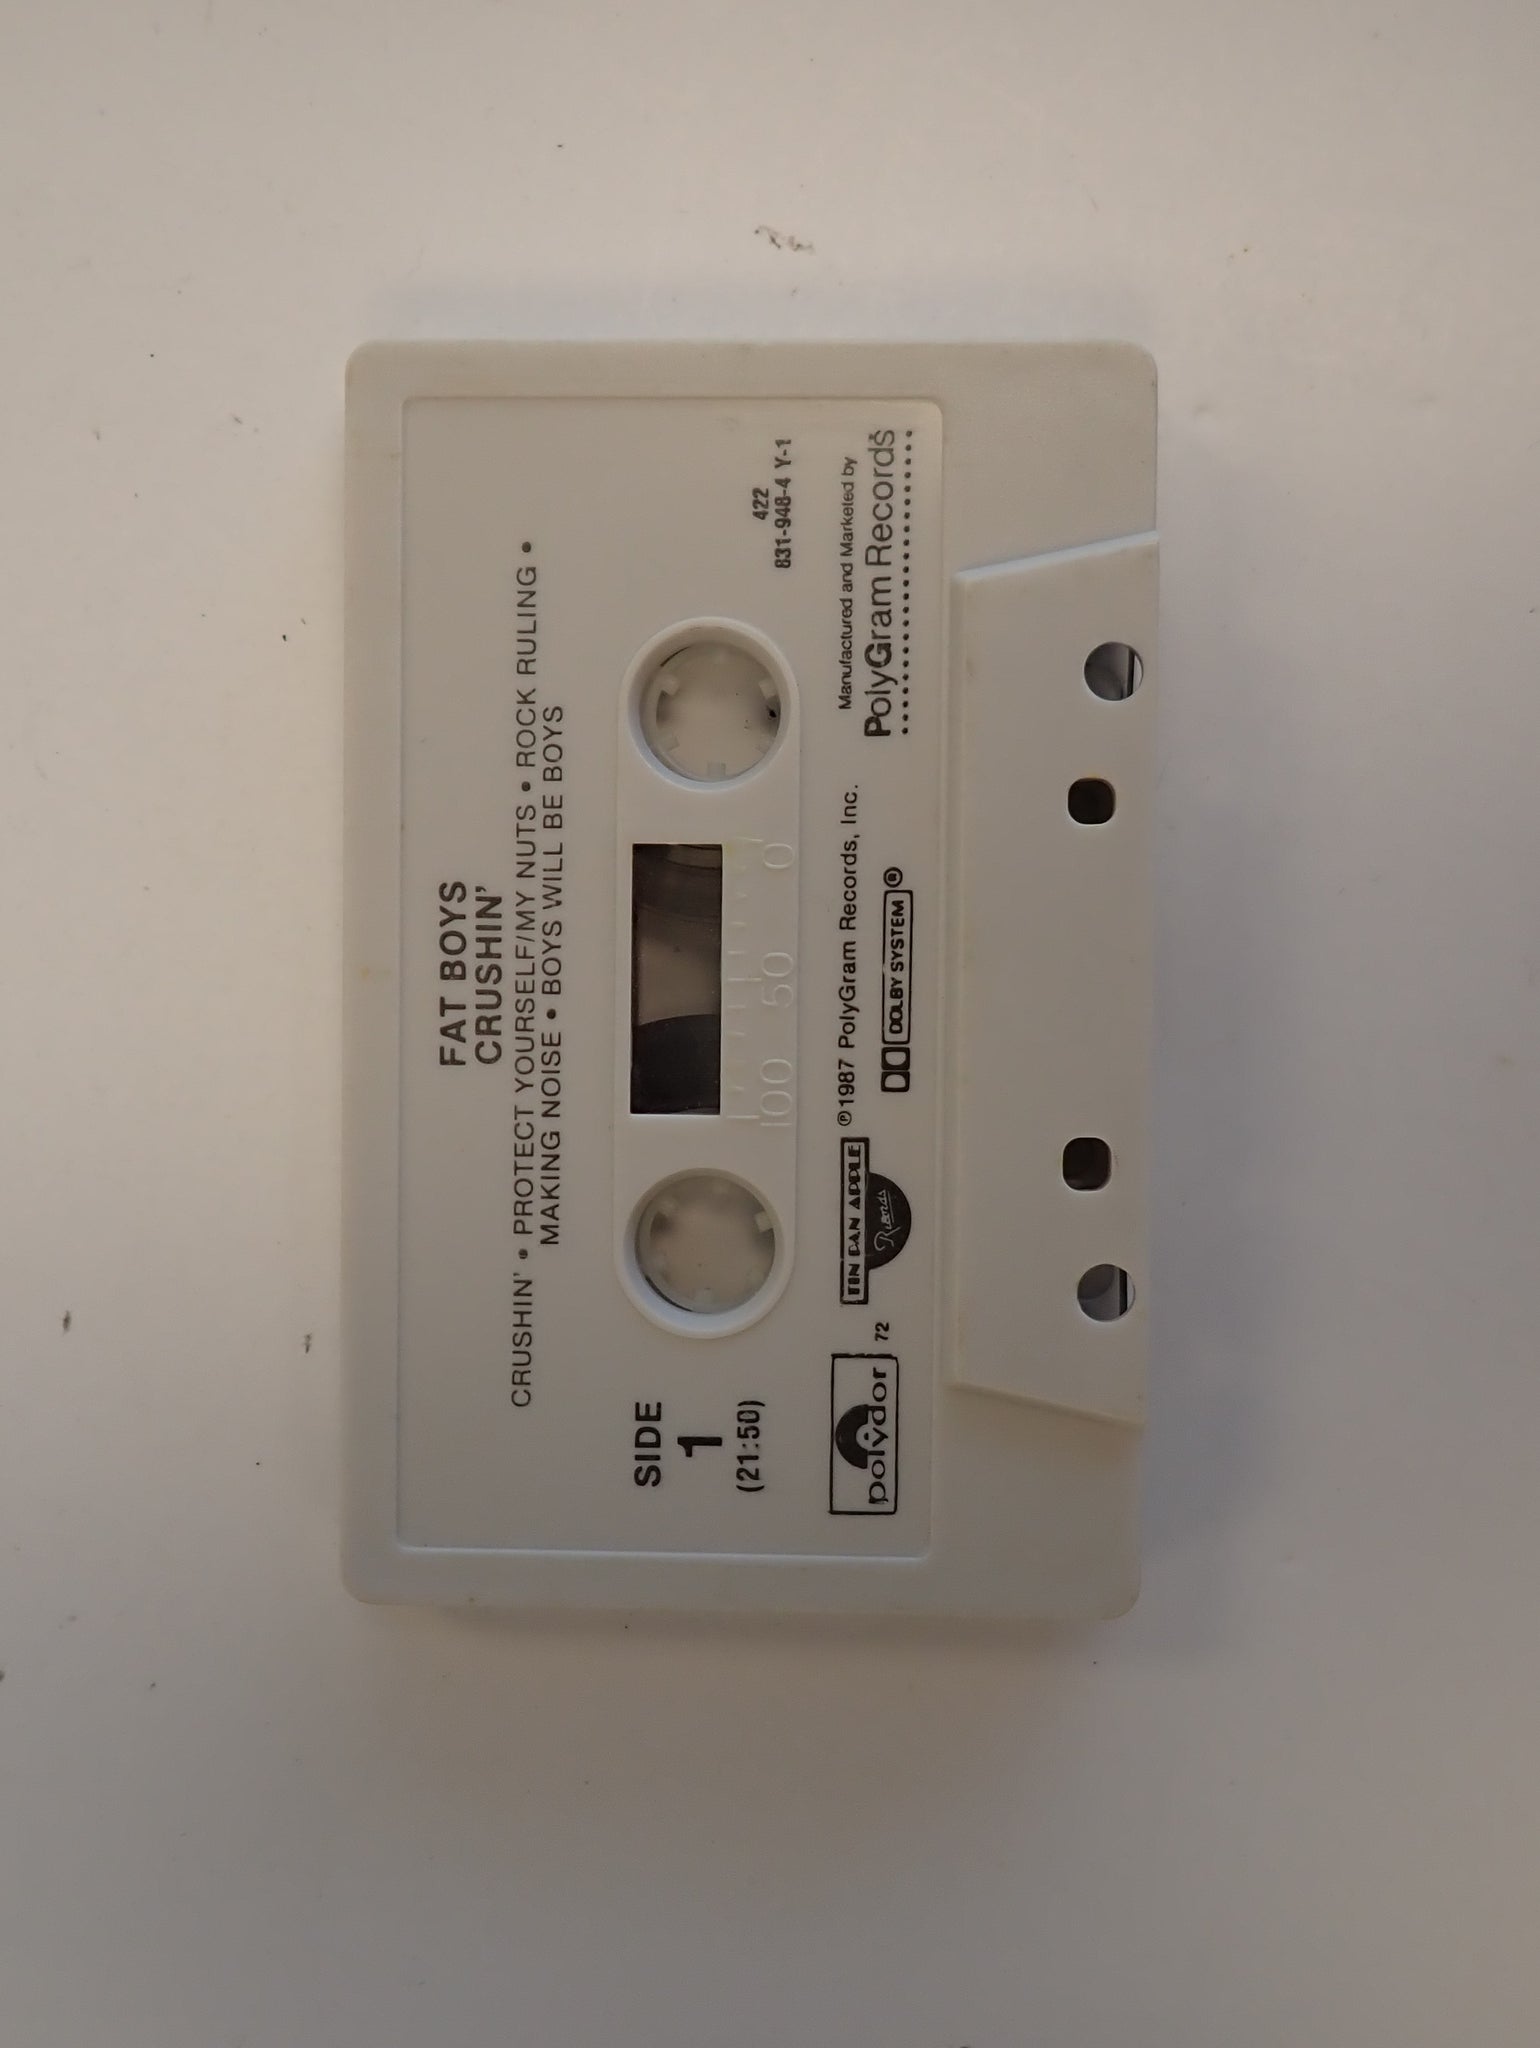 FAT BOYS
CRUSHIN'
CRUSHIN' • PROTECT YOURSELF/MY NUTS • ROCK RULING •
MAKING NOISE • BOYS WILL BE BOYS
SIDE
1
(21:50)
100 50 0
422
831-948-4 Y-1
polydor
72
TIN PAN APPLE
Records
℗1987 PolyGram Records, Inc.
DOLBY SYSTEM®
Manufactured and Marketed by
PolyGram Records